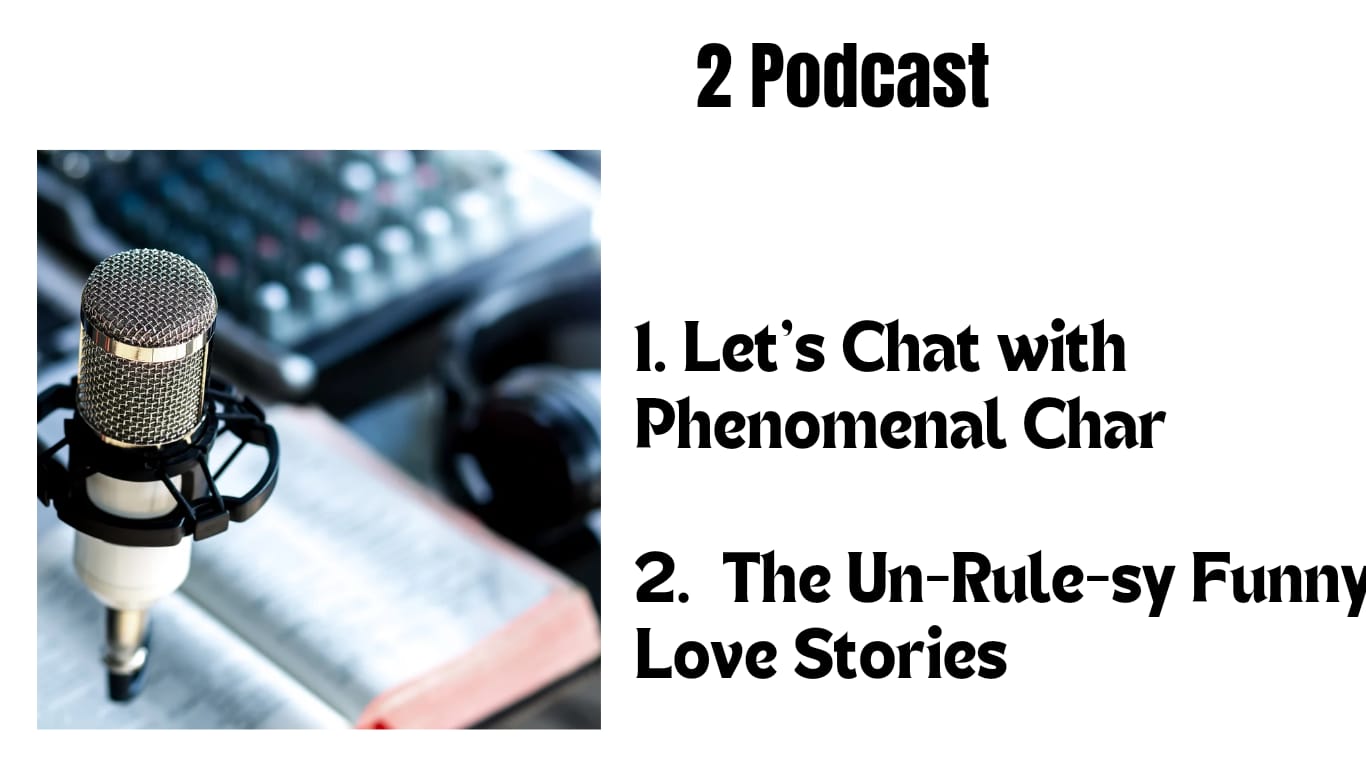 2 Podcast
1. Let's Chat with
Phenomenal Char
2. The Un-Rule-sy Funny
Love Stories